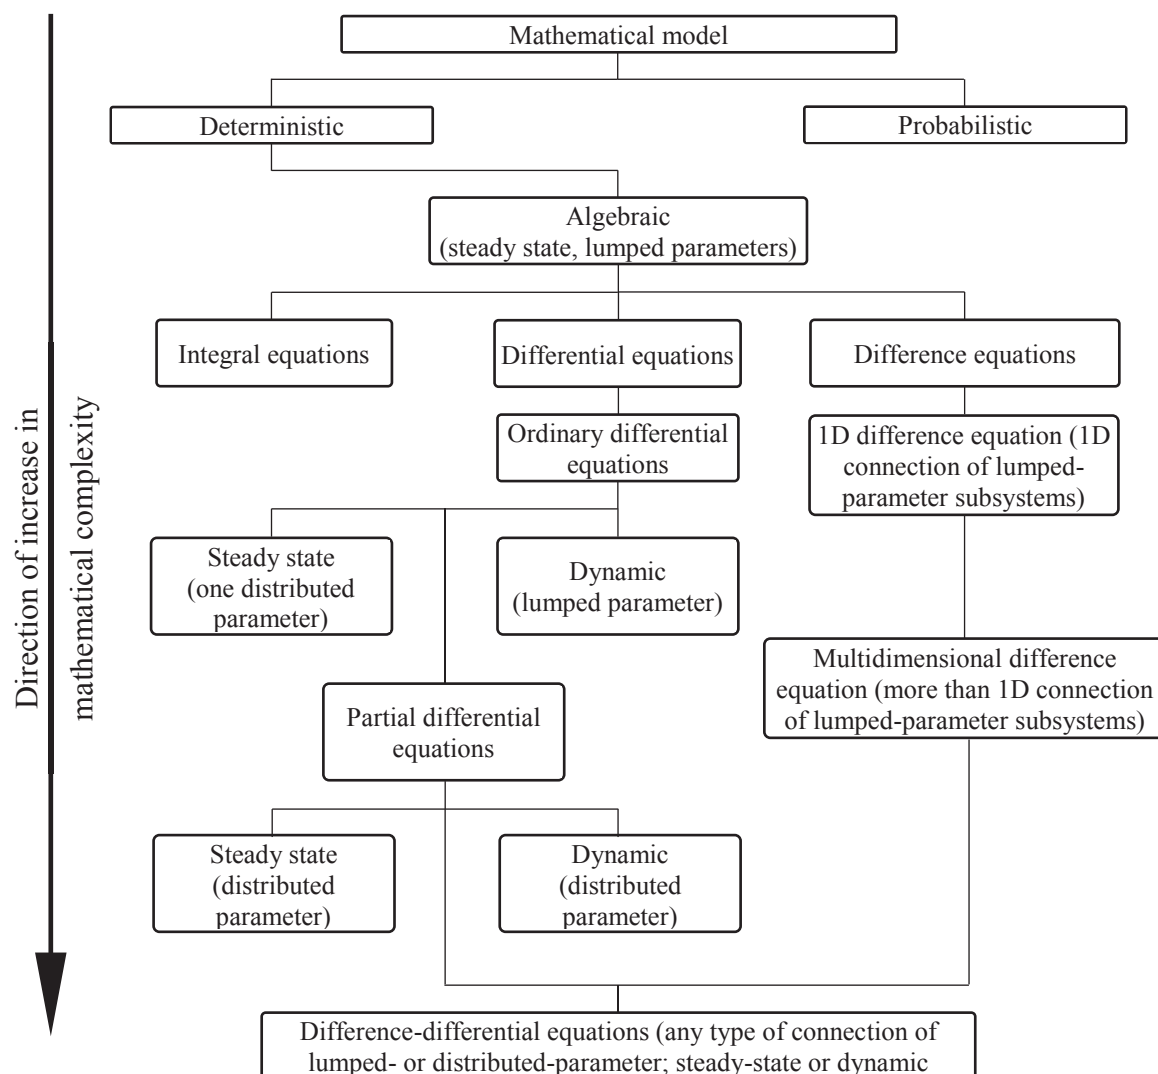 Mathematical model
Deterministic
Probabilistic
Algebraic
(steady state, lumped parameters)
Integral equations
Differential equations
Difference equations
Ordinary differential
equations
1D difference equation (1D
connection of lumped-
parameter subsystems)
Steady state
(one distributed
parameter)
Dynamic
(lumped parameter)
Multidimensional difference
equation (more than 1D connection
of lumped-parameter subsystems)
Partial differential
equations
Steady state
(distributed
parameter)
Dynamic
(distributed
parameter)
Difference-differential equations (any type of connection of
lumped- or distributed-parameter; steady-state or dynamic
Direction of increase in
mathematical complexity